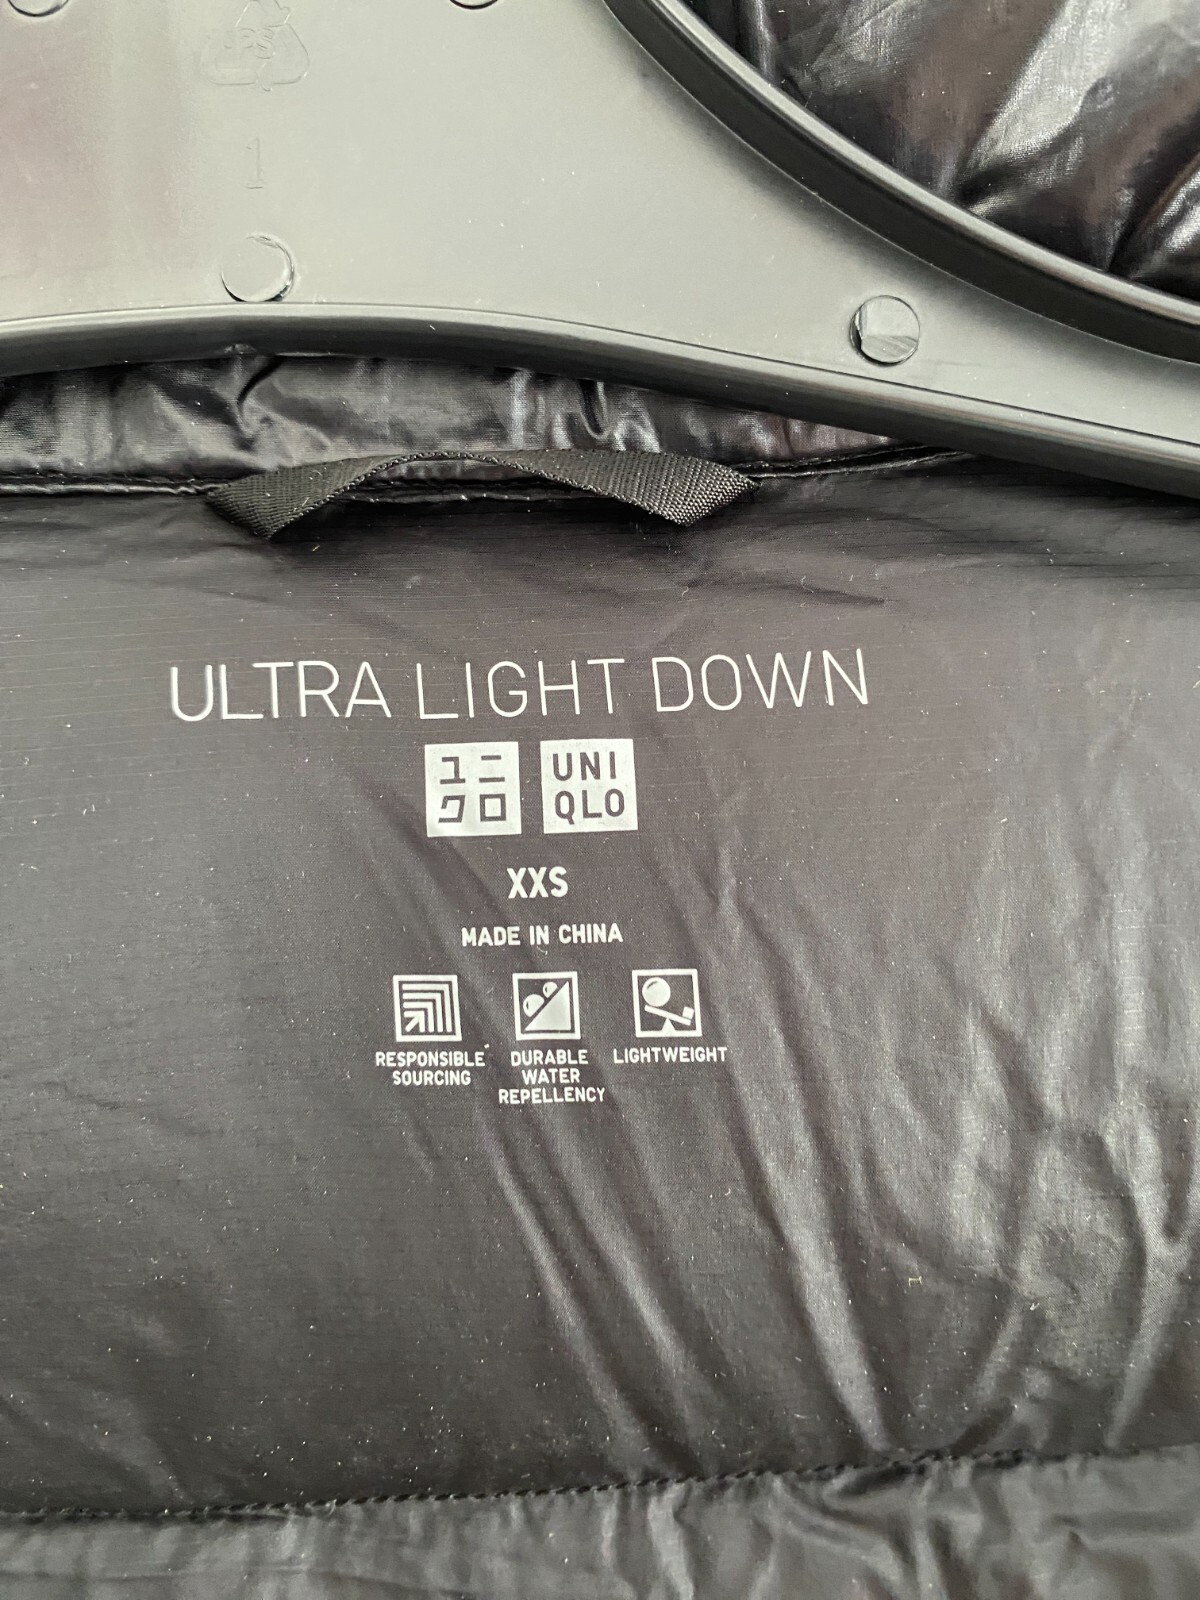 PS
1
ULTRA LIGHT DOWN
ユニ
クロ
UNI
QLO
XXS
MADE IN CHINA
RESPONSIBLE
SOURCING
DURABLE
WATER
REPELLENCY
LIGHTWEIGHT